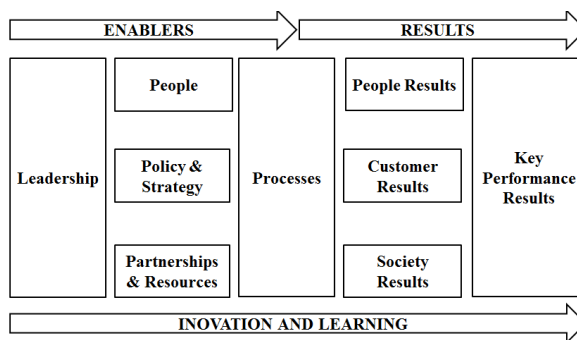 ENABLERS
RESULTS
People
People Results
Leadership
Policy &
Strategy
Processes
Customer
Results
Key
Performance
Results
Partnerships
& Resources
Society
Results
INOVATION AND LEARNING